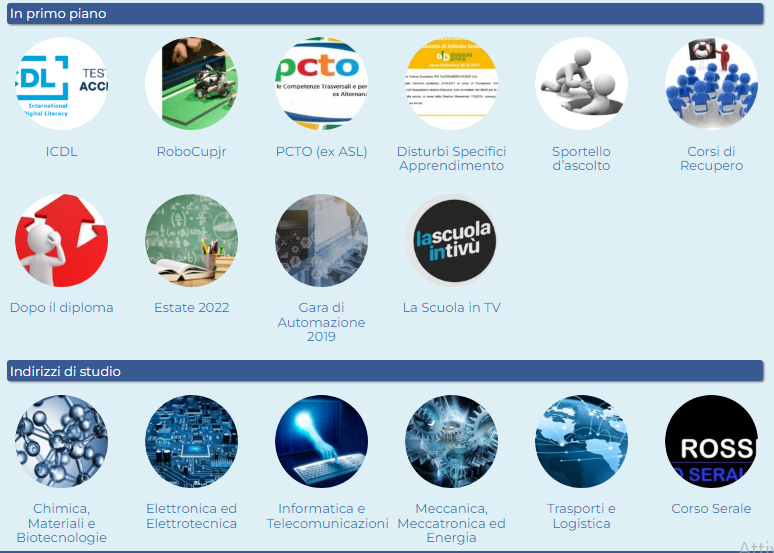 In primo piano
DL
TES
ACC
International
Digital Literacy
pcto
le Competenze Trasversali e per
ex Alternan
ICDL
RoboCupjr
PCTO (ex ASL)
Disturbi Specifici
Apprendimento
Sportello
d'ascolto
Corsi di
Recupero
lascuola
intivù
Dopo il diploma
Estate 2022
Gara di
Automazione
2019
La Scuola in TV
Indirizzi di studio
ROSS
O SERAL
Chimica,
Materiali e
Biotecnologie
Elettronica ed
Elettrotecnica
Informatica e
Telecomunicazioni
Meccanica,
Meccatronica ed
Energia
Trasporti e
Logistica
Corso Serale
Attiv